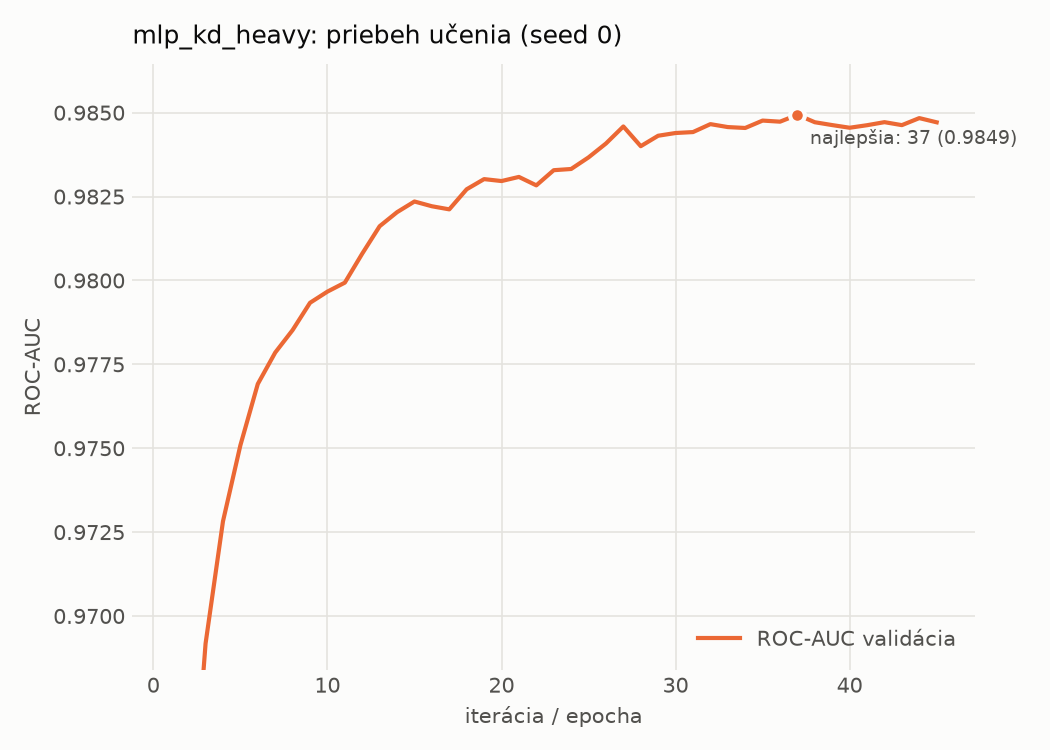 mlp_kd_heavy: priebeh učenia (seed 0)
0.9850
najlepšia: 37 (0.9849)
0.9825
0.9800
0.9775
0.9750
0.9725
0.9700
ROC-AUC
ROC-AUC validácia
0 10 20 30 40
iterácia / epocha